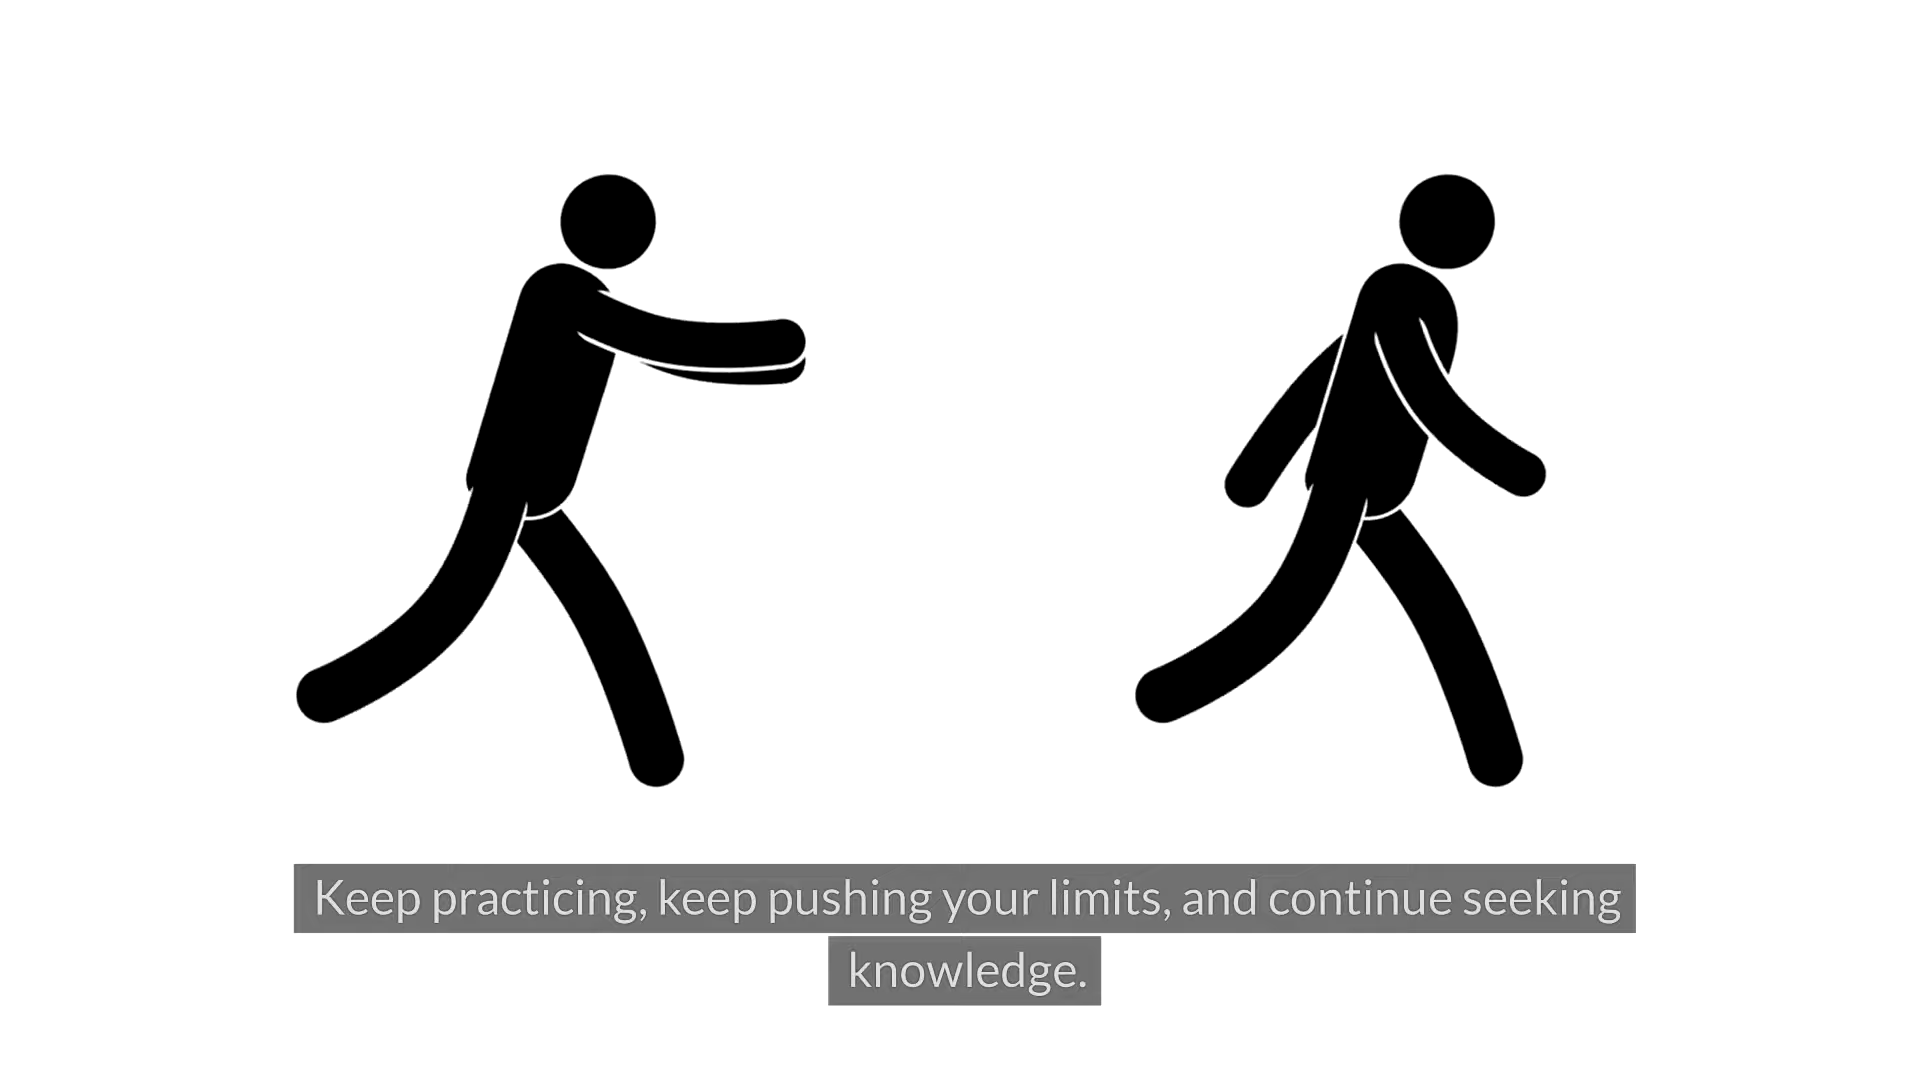 Keep practicing, keep pushing your limits, and continue seeking
knowledge.